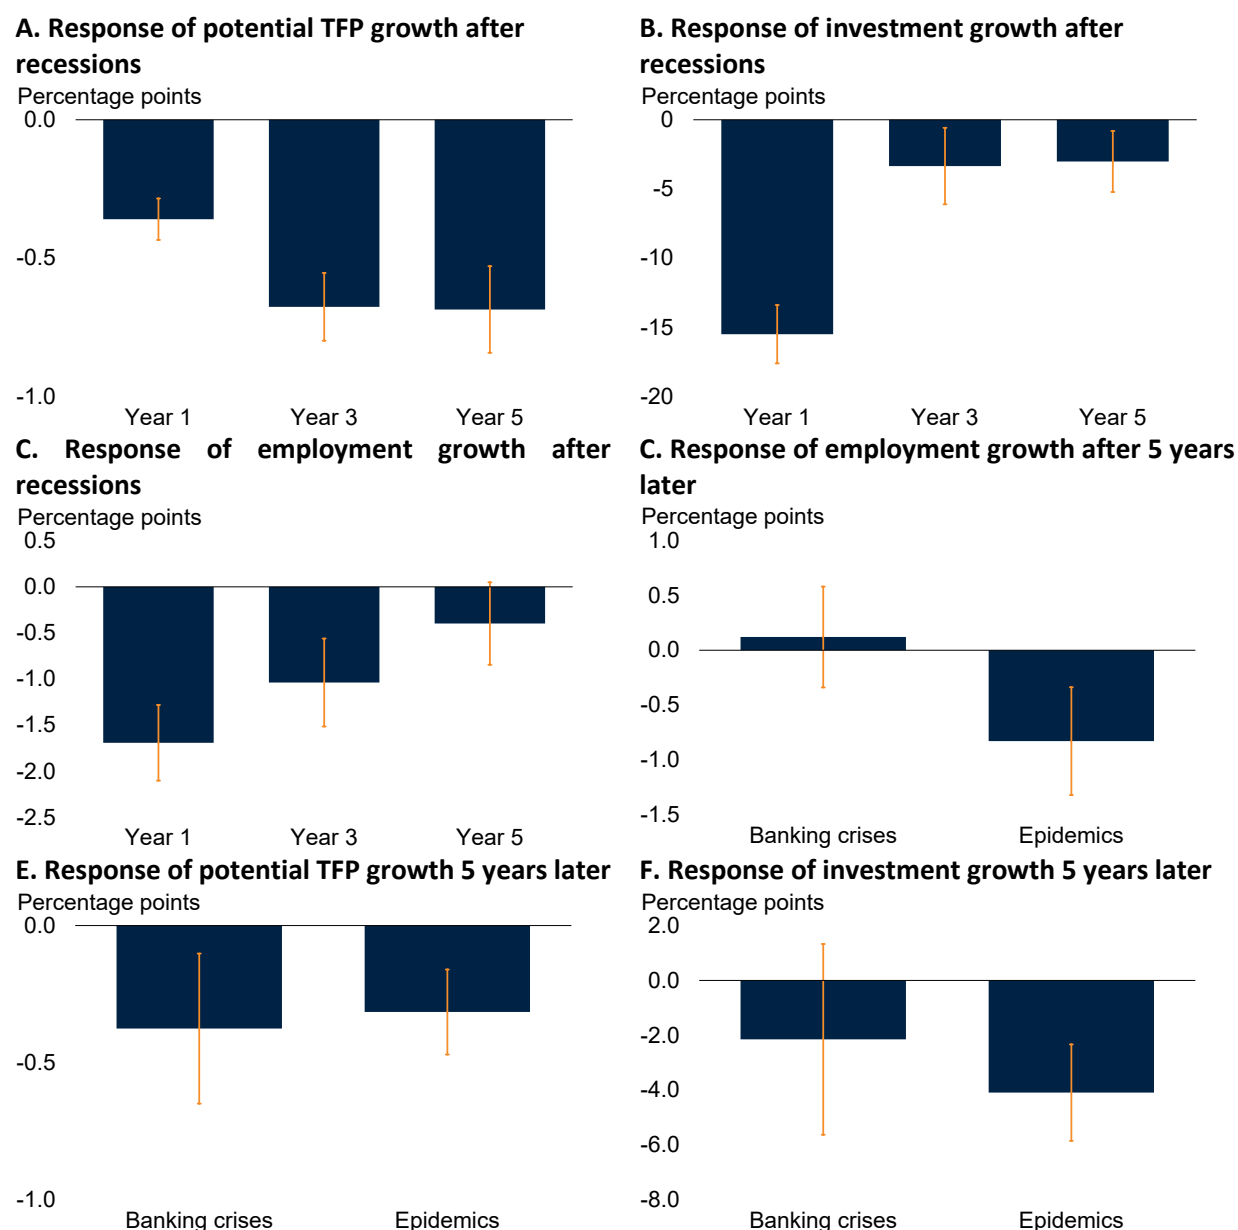 A. Response of potential TFP growth after
recessions
Percentage points
0.0
-0.5
-1.0
Year 1 Year 3 Year 5
B. Response of investment growth after
recessions
Percentage points
0
-5
-10
-15
-20
Year 1 Year 3 Year 5
C. Response of employment growth after
recessions
Percentage points
0.5
0.0
-0.5
-1.0
-1.5
-2.0
-2.5
Year 1 Year 3 Year 5
C. Response of employment growth after 5 years
later
Percentage points
1.0
0.5
0.0
-0.5
-1.0
-1.5
Banking crises Epidemics
E. Response of potential TFP growth 5 years later
Percentage points
0.0
-0.5
-1.0
Banking crises Epidemics
F. Response of investment growth 5 years later
Percentage points
2.0
0.0
-2.0
-4.0
-6.0
-8.0
Banking crises Epidemics